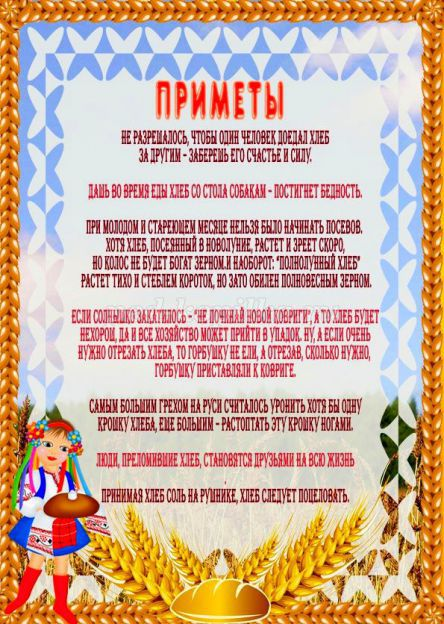 ПРИМЕТЫ
НЕ РАЗРЕШАЛОСЬ, ЧТОБЫ ОДИН ЧЕЛОВЕК ДОЕДАЛ ХЛЕБ
ЗА ДРУГИМ - ЗАБЕРЕШЬ ЕГО СЧАСТЬЕ И СИЛУ.
ДАШЬ ВО ВРЕМЯ ЕДЫ ХЛЕБ СО СТОЛА СОБАКАМ - ПОСТИГНЕТ БЕДНОСТЬ.
ПРИ МОЛОДОМ И СТАРЕЮЩЕМ МЕСЯЦЕ НЕЛЬЗЯ БЫЛО НАЧИНАТЬ ПОСЕВОВ.
ХОТЯ ХЛЕБ, ПОСЕЯННЫЙ В НОВОЛУНИЕ, РАСТЕТ И ЗРЕЕТ СКОРО,
НО КОЛОС НЕ БУДЕТ БОГАТ ЗЕРНОМ.И НАОБОРОТ: "ПОЛНОЛУННЫЙ ХЛЕБ"
РАСТЕТ ТИХО И СТЕБЛЕМ КОРОТОК, НО ЗАТО ОБИЛЕН ПОЛНОВЕСНЫМ ЗЕРНОМ.
ЕСЛИ СОЛНЫШКО ЗАКАТИЛОСЬ - "НЕ ПОЧИНАЙ НОВОЙ КОВРИГИ", А ТО ХЛЕБ БУДЕТ
НЕХОРОШ, ДА И ВСЕ ХОЗЯЙСТВО МОЖЕТ ПРИЙТИ В УПАДОК. НУ, А ЕСЛИ ОЧЕНЬ
НУЖНО ОТРЕЗАТЬ ХЛЕБА, ТО ГОРБУШКУ НЕ ЕЛИ, А ОТРЕЗАВ, СКОЛЬКО НУЖНО,
ГОРБУШКУ ПРИСТАВЛЯЛИ К КОВРИГЕ.
САМЫМ БОЛЬШИМ ГРЕХОМ НА РУСИ СЧИТАЛОСЬ УРОНИТЬ ХОТЯ БЫ ОДНУ
КРОШКУ ХЛЕБА, ЕЩЕ БОЛЬШИМ - РАСТОПТАТЬ ЭТУ КРОШКУ НОГАМИ.
ЛЮДИ, ПРЕЛОМИВШИЕ ХЛЕБ, СТАНОВЯТСЯ ДРУЗЬЯМИ НА ВСЮ ЖИЗНЬ
.
ПРИНИМАЯ ХЛЕБ СОЛЬ НА РУШНИКЕ, ХЛЕБ СЛЕДУЕТ ПОЦЕЛОВАТЬ.